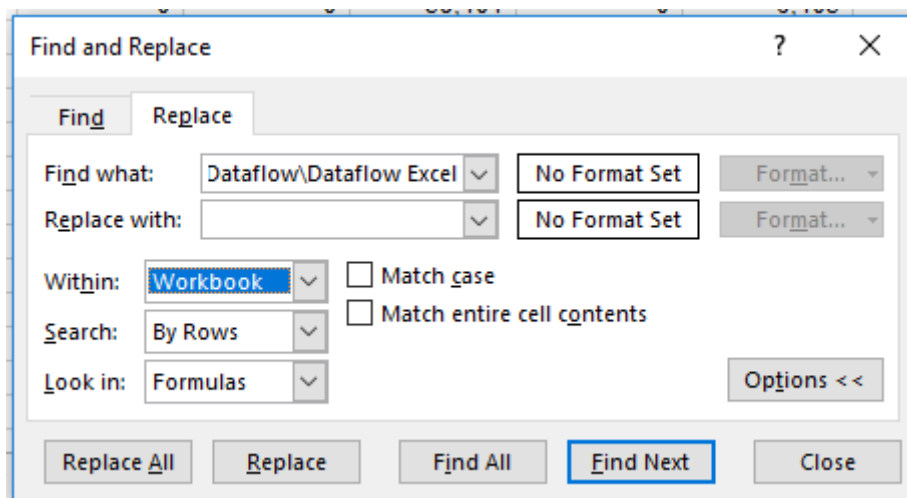 Find and Replace ? X
Find Replace
Find what: Dataflow\Dataflow Excel No Format Set Format...
Replace with: No Format Set Format...
Within: Workbook Match case
Match entire cell contents
Search: By Rows
Look in: Formulas Options <<
Replace All Replace Find All Find Next Close